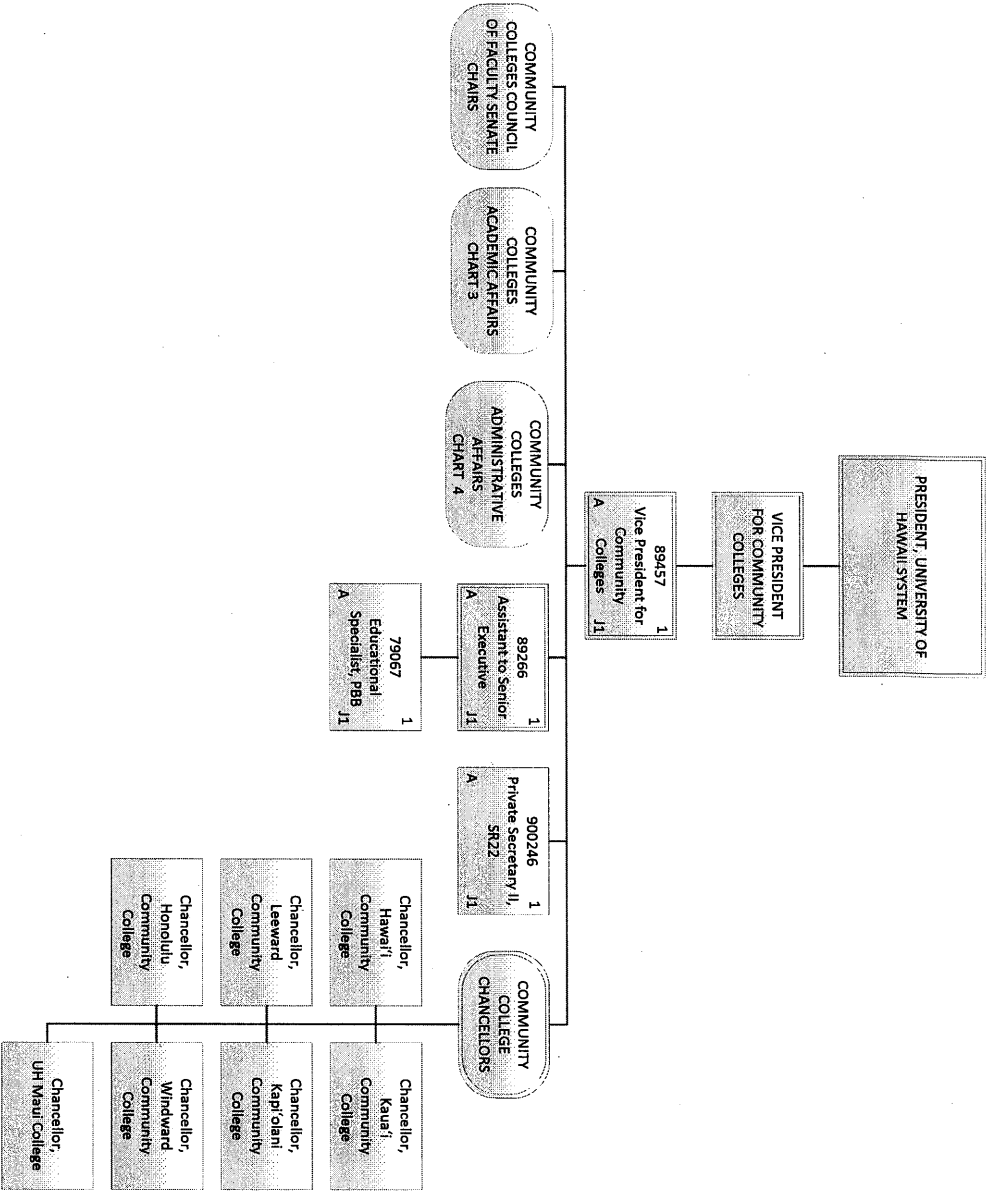 PRESIDENT, UNIVERSITY OF
HAWAII SYSTEM
VICE PRESIDENT
FOR COMMUNITY
COLLEGES
89457 1
Vice President for
Community
A Colleges J1
COMMUNITY
COLLEGES COUNCIL
OF FACULTY SENATE
CHAIRS
COMMUNITY
COLLEGES
ACADEMIC AFFAIRS
CHART 3
COMMUNITY
COLLEGES
ADMINISTRATIVE
AFFAIRS
CHART 4
89266 1
Assistant to Senior
Executive
A J1
79067 1
Educational
Specialist, PBB
A J1
900246 1
Private Secretary II,
SR22
A J1
COMMUNITY
COLLEGE
CHANCELLORS
Chancellor,
Hawai'i
Community
College
Chancellor,
Kaua'i
Community
College
Chancellor,
Leeward
Community
College
Chancellor,
Kapi'olani
Community
College
Chancellor,
Honolulu
Community
College
Chancellor,
Windward
Community
College
Chancellor,
UH Maui College